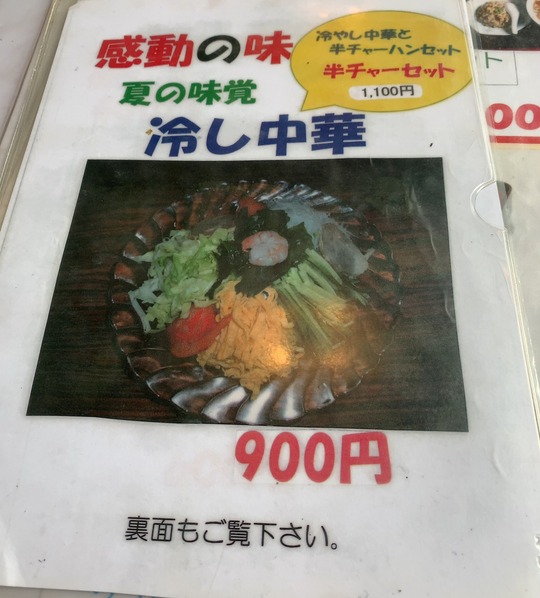 感動の味
冷やし中華と
半チャーハンセット
半チャーセット
1,100円
夏の味覚
冷し中華
900円
裏面もご覧下さい。
ト
00